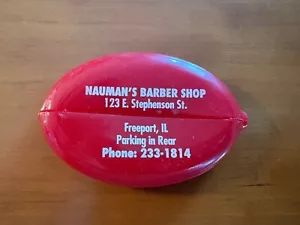 NAUMAN'S BARBER SHOP
123 E. Stephenson St.
Freeport, IL
Parking in Rear
Phone: 233-1814